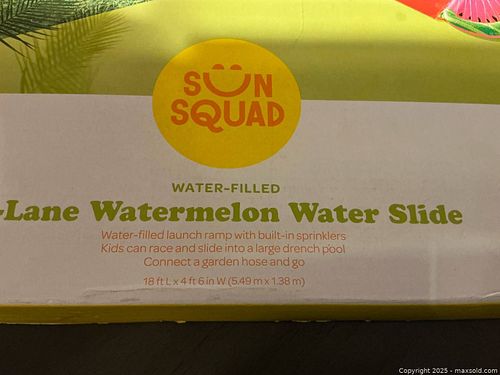 SUN
SQUAD
WATER-FILLED
-Lane Watermelon Water Slide
Water-filled launch ramp with built-in sprinklers
Kids can race and slide into a large drench pool
Connect a garden hose and go
18 ft L x 4 ft 6 in W (5.49 m x 1.38 m)
Copyright 2025 - maxsold.com